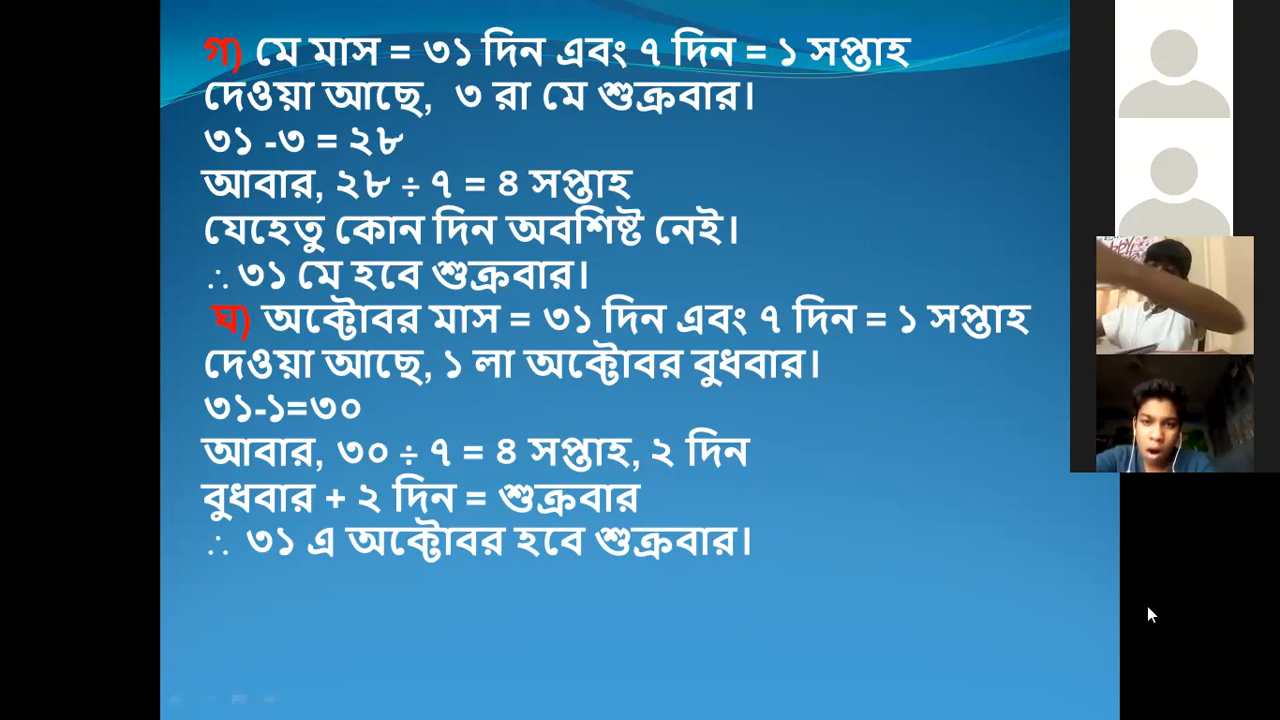 গ) মে মাস = ৩১ দিন এবং ৭ দিন = ১ সপ্তাহ
দেওয়া আছে, ৩ রা মে শুক্রবার।
৩১ -৩ = ২৮
আবার, ২৮ ÷ ৭ = ৪ সপ্তাহ
যেহেতু কোন দিন অবশিষ্ট নেই।
∴ ৩১ মে হবে শুক্রবার।
ঘ) অক্টোবর মাস = ৩১ দিন এবং ৭ দিন = ১ সপ্তাহ
দেওয়া আছে, ১ লা অক্টোবর বুধবার।
৩১-১=৩০
আবার, ৩০ ÷ ৭ = ৪ সপ্তাহ, ২ দিন
বুধবার + ২ দিন = শুক্রবার
∴ ৩১ এ অক্টোবর হবে শুক্রবার।